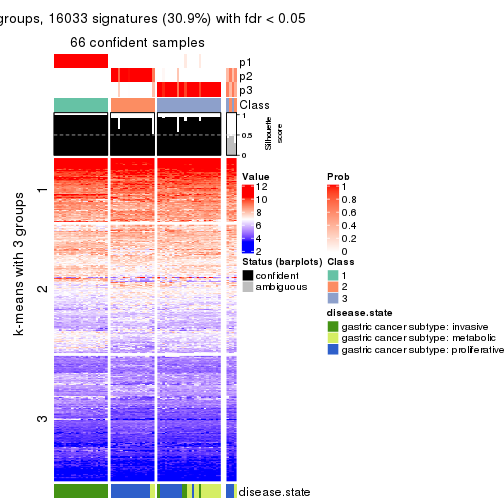 groups, 16033 signatures (30.9%) with fdr < 0.05
66 confident samples
p1
p2
p3
Class
1
0.5
0
Silhouette
score
k-means with 3 groups
1
2
3
disease.state
Value
12
10
8
6
4
2
Prob
1
0.8
0.6
0.4
0.2
0
Status (barplots)
confident
ambiguous
Class
1
2
3
disease.state
gastric cancer subtype: invasive
gastric cancer subtype: metabolic
gastric cancer subtype: proliferative